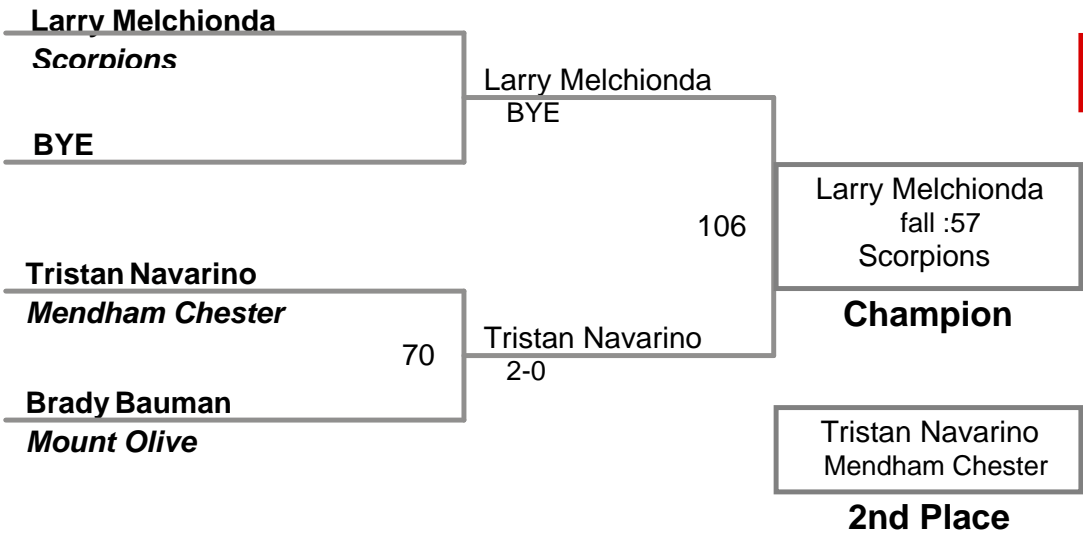 Larry Melchionda
Scorpions
BYE
Larry Melchionda
BYE
Tristan Navarino
Mendham Chester
70
Brady Bauman
Mount Olive
Tristan Navarino
2-0
106
Larry Melchionda
fall :57
Scorpions
Champion
Tristan Navarino
Mendham Chester
2nd Place